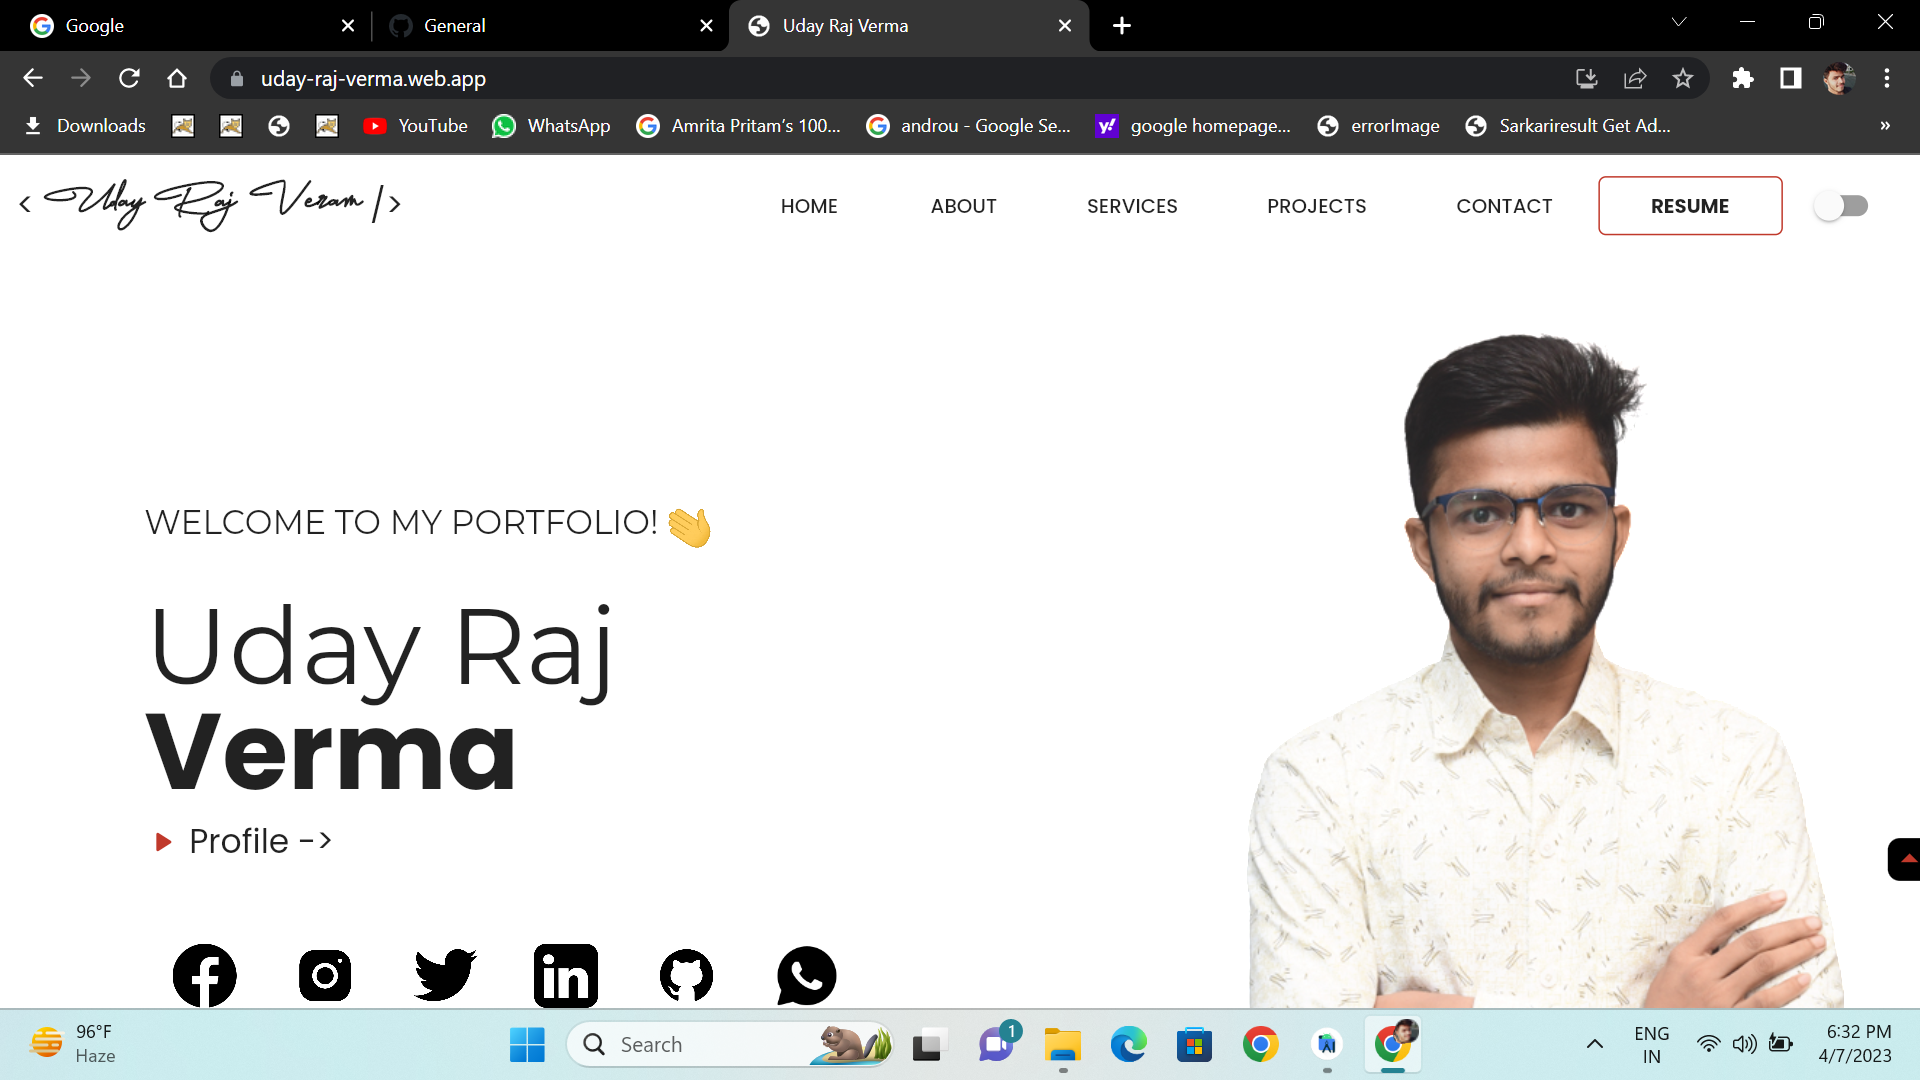 Google
General
Uday Raj Verma
uday-raj-verma.web.app
Downloads
YouTube
WhatsApp
Amrita Pritam's 100...
androu - Google Se...
y!
google homepage...
errorImage
Sarkariresult Get Ad...
»
< Uday Raj Veram />
HOME
ABOUT
SERVICES
PROJECTS
CONTACT
RESUME
WELCOME TO MY PORTFOLIO! 👋
Uday Raj
Verma
Profile ->
96°F
Haze
Search
1
AI
ENG
IN
6:32 PM
4/7/2023